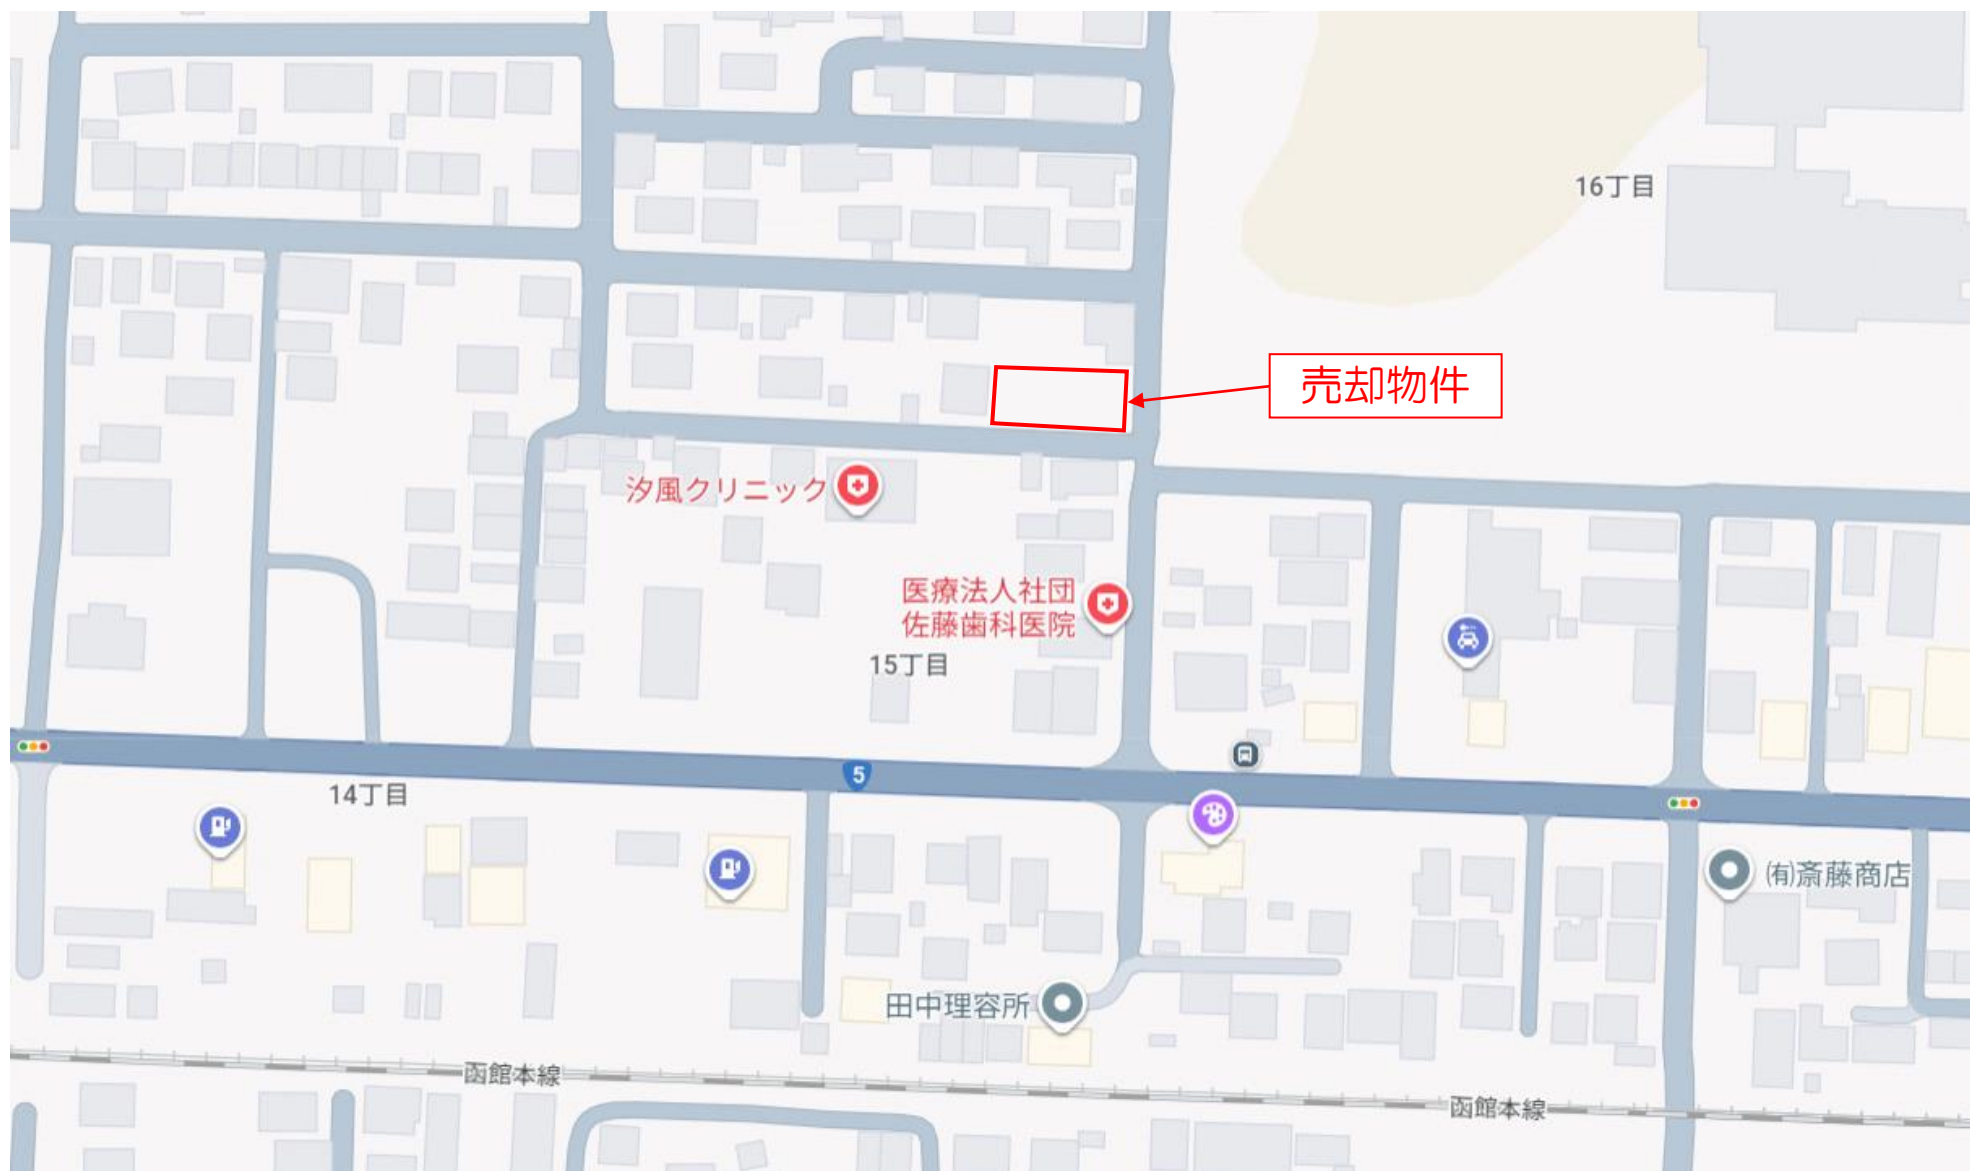 16丁目
売却物件
汐風クリニック
医療法人社団
佐藤歯科医院
15丁目
5
14丁目
㈲斎藤商店
田中理容所
函館本線
函館本線